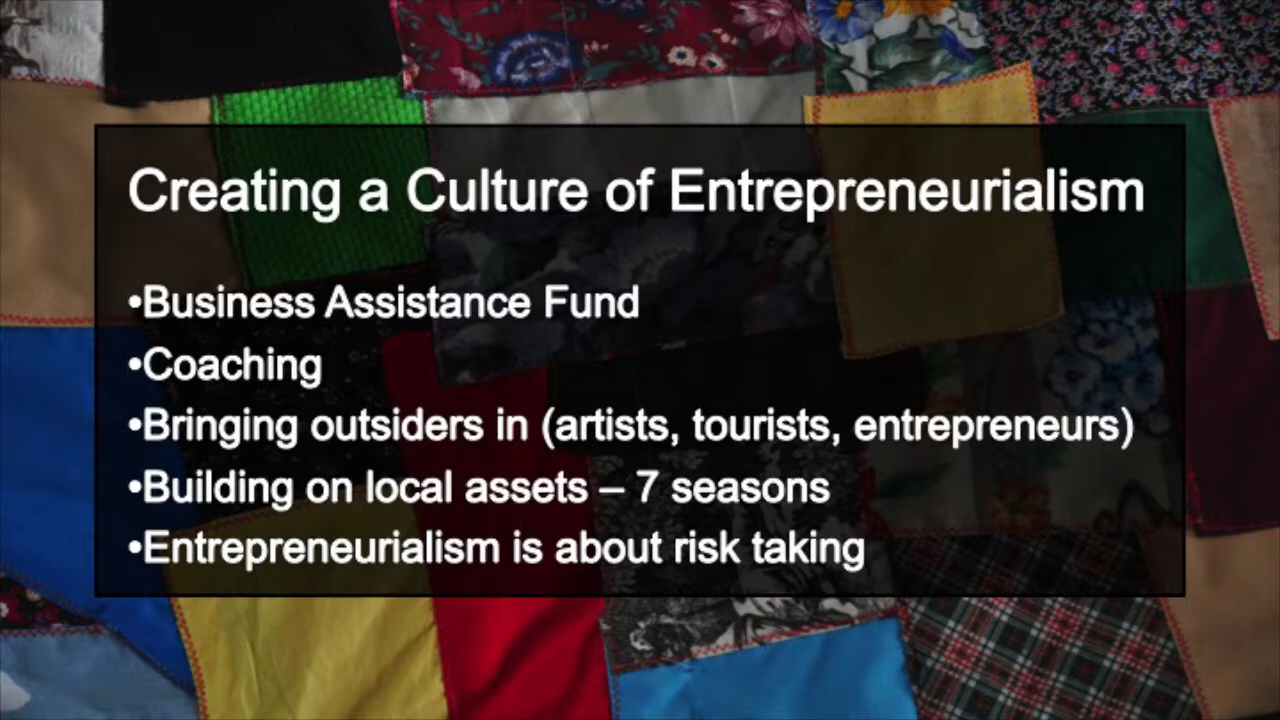 Creating a Culture of Entrepreneurialism
•Business Assistance Fund
•Coaching
•Bringing outsiders in (artists, tourists, entrepreneurs)
•Building on local assets – 7 seasons
•Entrepreneurialism is about risk taking